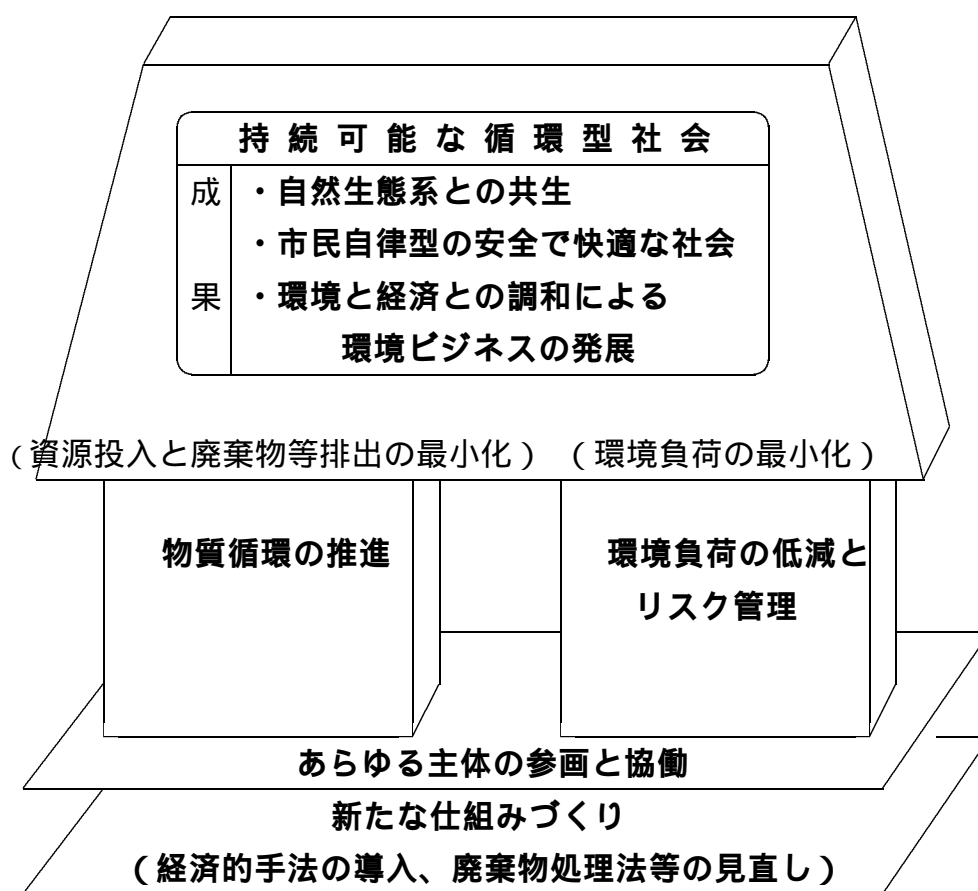 持続可能な循環型社会
成果
・自然生態系との共生
・市民自律型の安全で快適な社会
・環境と経済との調和による
環境ビジネスの発展
（資源投入と廃棄物等排出の最小化）（環境負荷の最小化）
物質循環の推進
環境負荷の低減と
リスク管理
あらゆる主体の参画と協働
新たな仕組みづくり
（経済的手法の導入、廃棄物処理法等の見直し）